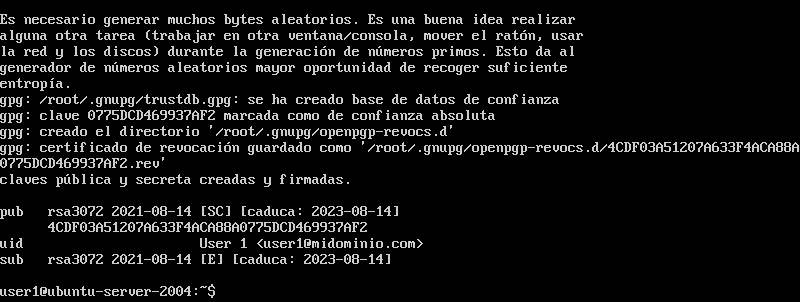 Es necesario generar muchos bytes aleatorios. Es una buena idea realizar
alguna otra tarea (trabajar en otra ventana/consola, mover el ratón, usar
la red y los discos) durante la generación de números primos. Esto da al
generador de números aleatorios mayor oportunidad de recoger suficiente
entropía.
gpg: /root/.gnupg/trustdb.gpg: se ha creado base de datos de confianza
gpg: clave 0775DCD469937AF2 marcada como de confianza absoluta
gpg: creado el directorio '/root/.gnupg/openpgp-revocs.d'
gpg: certificado de revocación guardado como '/root/.gnupg/openpgp-revocs.d/4CDF03A51207A633F4ACA88A
0775DCD469937AF2.rev'
claves pública y secreta creadas y firmadas.
pub   rsa3072 2021-08-14 [SC] [caduca: 2023-08-14]
      4CDF03A51207A633F4ACA88A0775DCD469937AF2
uid                      User 1 <user1@midominio.com>
sub   rsa3072 2021-08-14 [E] [caduca: 2023-08-14]
user1@ubuntu-server-2004:~$